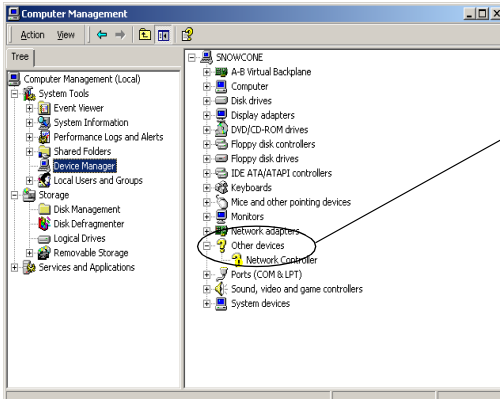 Computer Management
Action View
Tree
Computer Management (Local)
System Tools
Event Viewer
System Information
Performance Logs and Alerts
Shared Folders
Device Manager
Local Users and Groups
Storage
Disk Management
Disk Defragmenter
Logical Drives
Removable Storage
Services and Applications
SNOWCONE
A-B Virtual Backplane
Computer
Disk drives
Display adapters
DVD/CD-ROM drives
Floppy disk controllers
Floppy disk drives
IDE ATA/ATAPI controllers
Keyboards
Mice and other pointing devices
Monitors
Network adapters
Other devices
Network Controller
Ports (COM & LPT)
Sound, video and game controllers
System devices